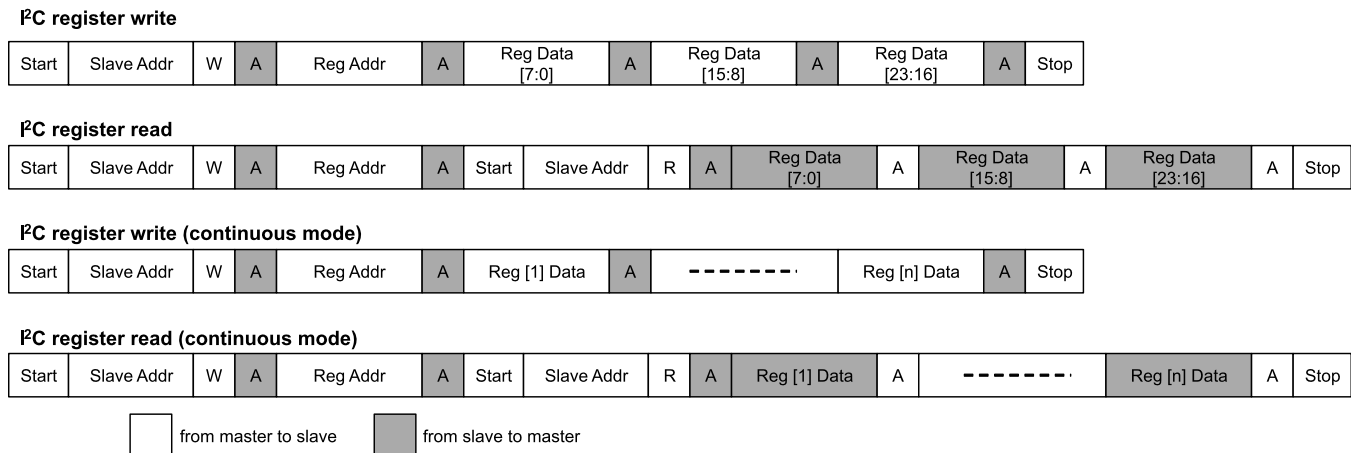 I²C register write
Start Slave Addr W A Reg Addr A Reg Data [7:0] A Reg Data [15:8] A Reg Data [23:16] A Stop
I²C register read
Start Slave Addr W A Reg Addr A Start Slave Addr R A Reg Data [7:0] A Reg Data [15:8] A Reg Data [23:16] A Stop
I²C register write (continuous mode)
Start Slave Addr W A Reg Addr A Reg [1] Data A Reg [n] Data A Stop
I²C register read (continuous mode)
Start Slave Addr W A Reg Addr A Start Slave Addr R A Reg [1] Data A Reg [n] Data A Stop
from master to slave from slave to master